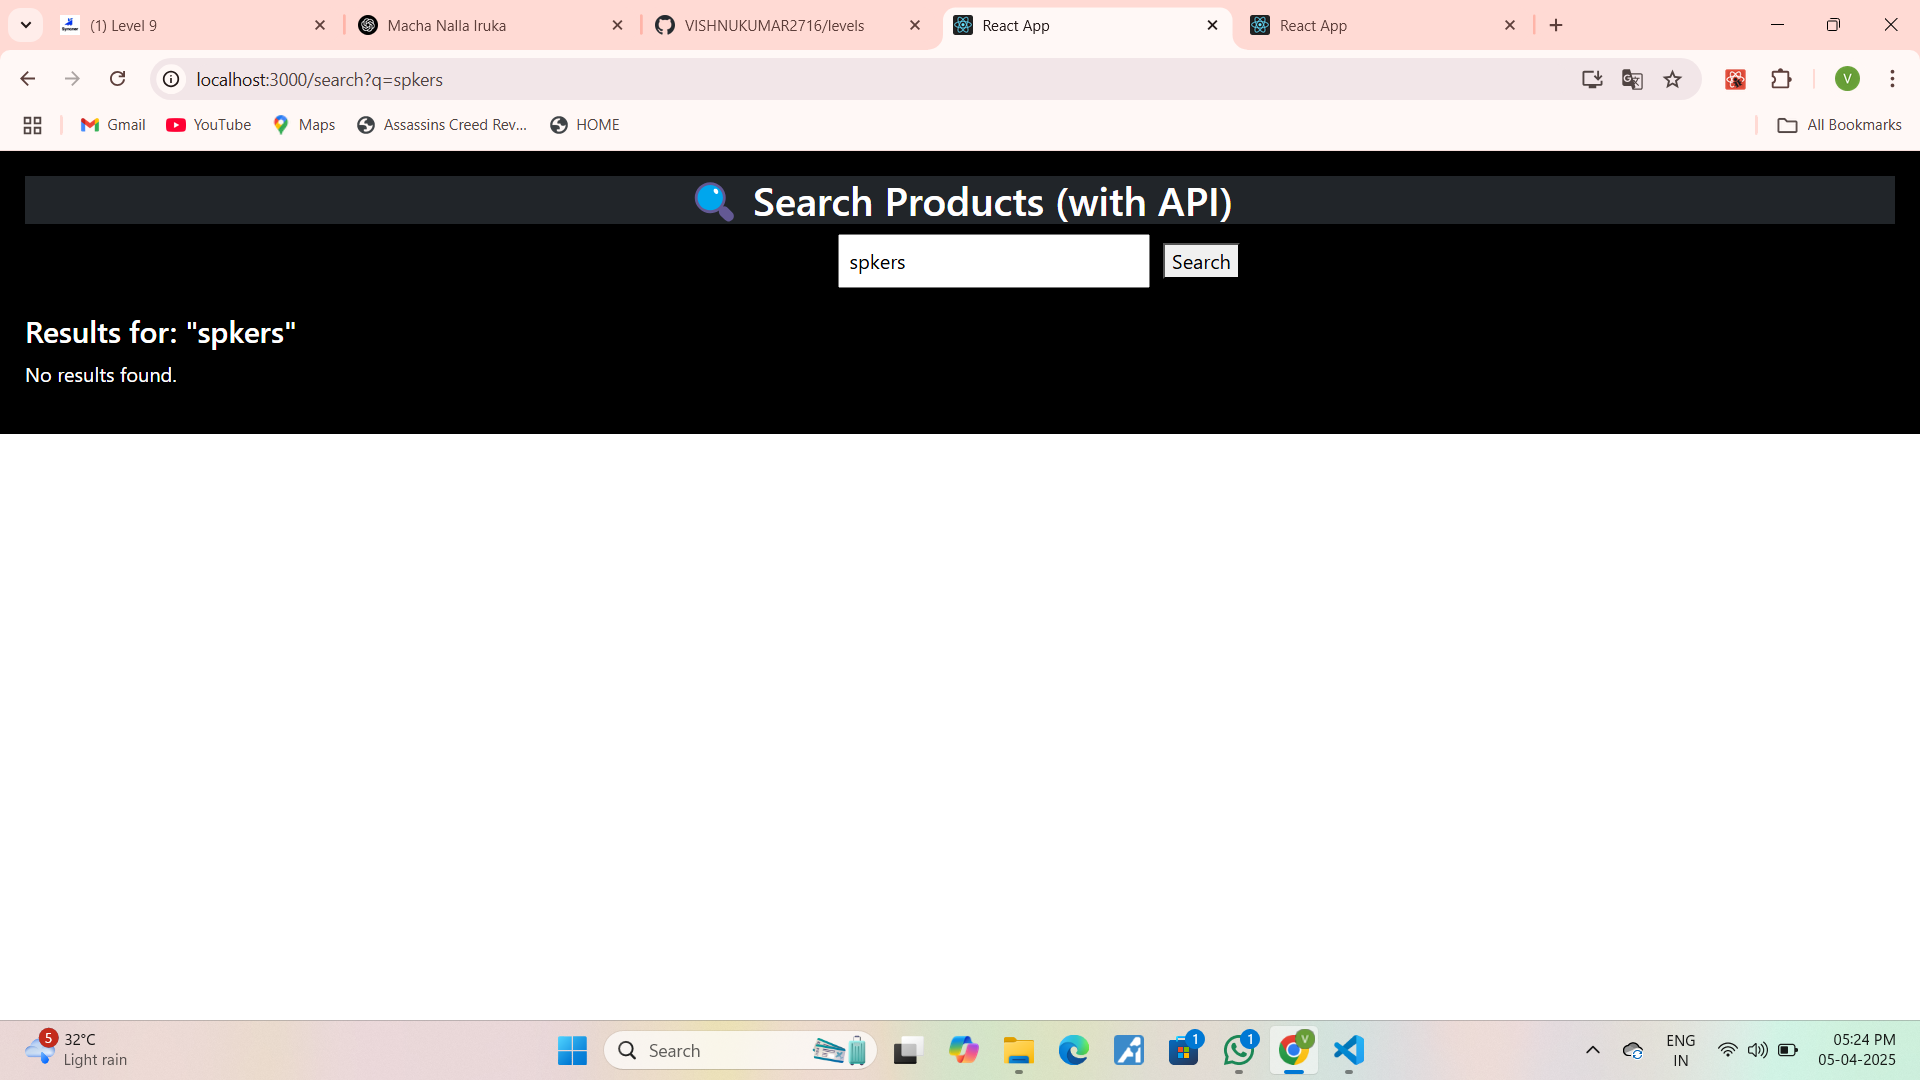 (1) Level 9
Macha Nalla Iruka
VISHNUKUMAR2716/levels
React App
React App
localhost:3000/search?q=spkers
V
Gmail
YouTube
Maps
Assassins Creed Rev...
HOME
All Bookmarks
Search Products (with API)
spkers
Search
Results for: "spkers"
No results found.
5
32°C
Light rain
Search
1
1
V
ENG
IN
05:24 PM
05-04-2025